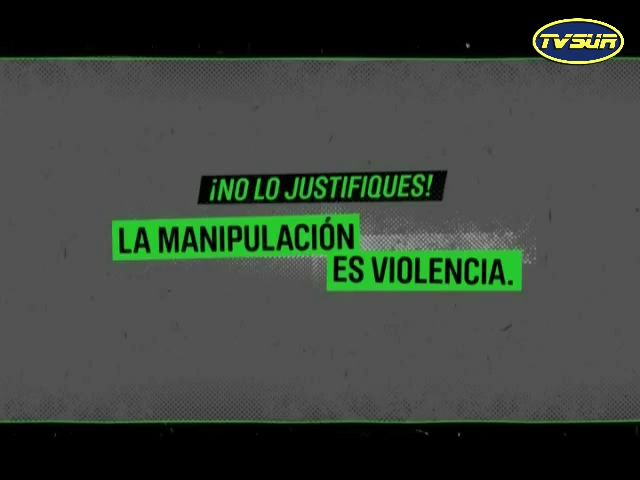 TVSUR
¡NO LO JUSTIFIQUES!
LA MANIPULACIÓN
ES VIOLENCIA.